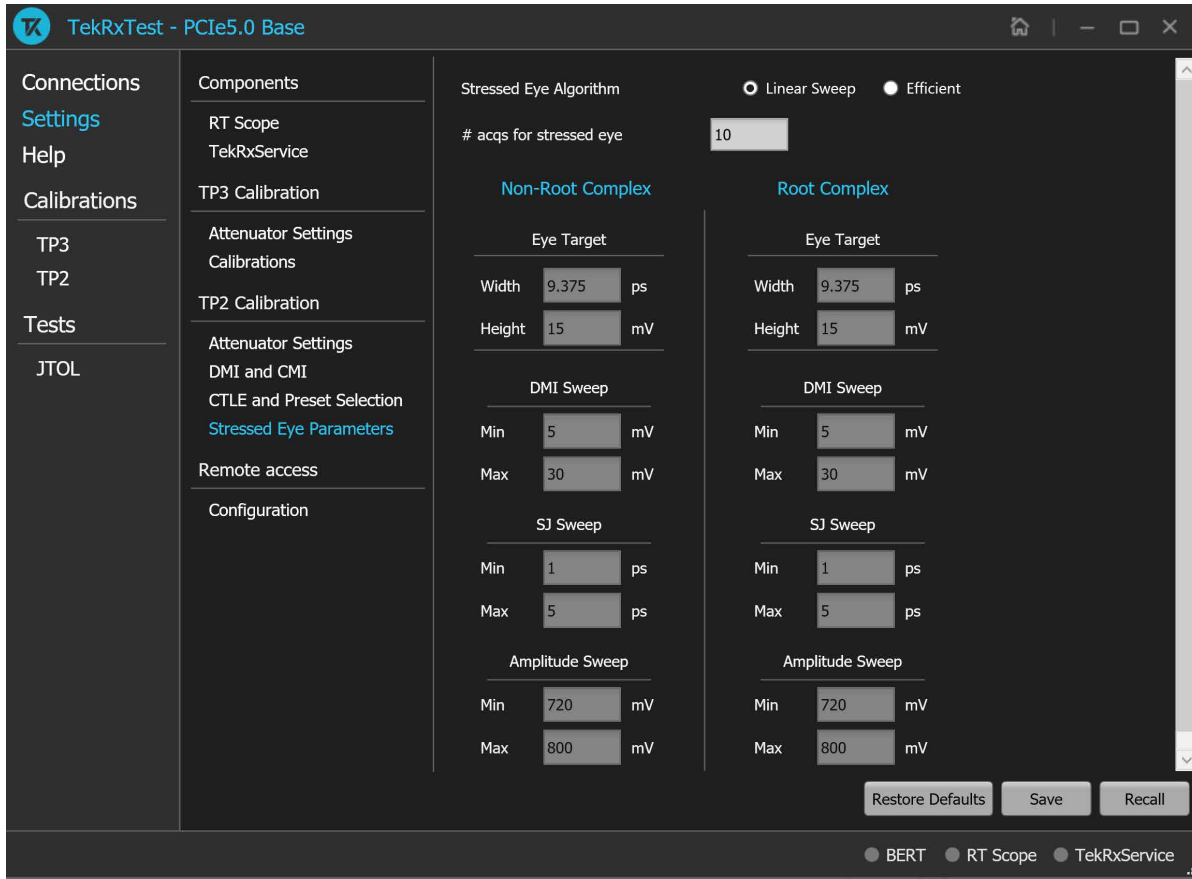 TekRxTest - PCIe5.0 Base
Connections
Settings
Help
Calibrations
TP3
TP2
Tests
JTOL
Components
RT Scope
TekRxService
TP3 Calibration
Attenuator Settings
Calibrations
TP2 Calibration
Attenuator Settings
DMI and CMI
CTLE and Preset Selection
Stressed Eye Parameters
Remote access
Configuration
Stressed Eye Algorithm Linear Sweep Efficient
# acqs for stressed eye 10
Non-Root Complex
Eye Target
Width 9.375 ps
Height 15 mV
DMI Sweep
Min 5 mV
Max 30 mV
SJ Sweep
Min 1 ps
Max 5 ps
Amplitude Sweep
Min 720 mV
Max 800 mV
Root Complex
Eye Target
Width 9.375 ps
Height 15 mV
DMI Sweep
Min 5 mV
Max 30 mV
SJ Sweep
Min 1 ps
Max 5 ps
Amplitude Sweep
Min 720 mV
Max 800 mV
Restore Defaults Save Recall
BERT RT Scope TekRxService